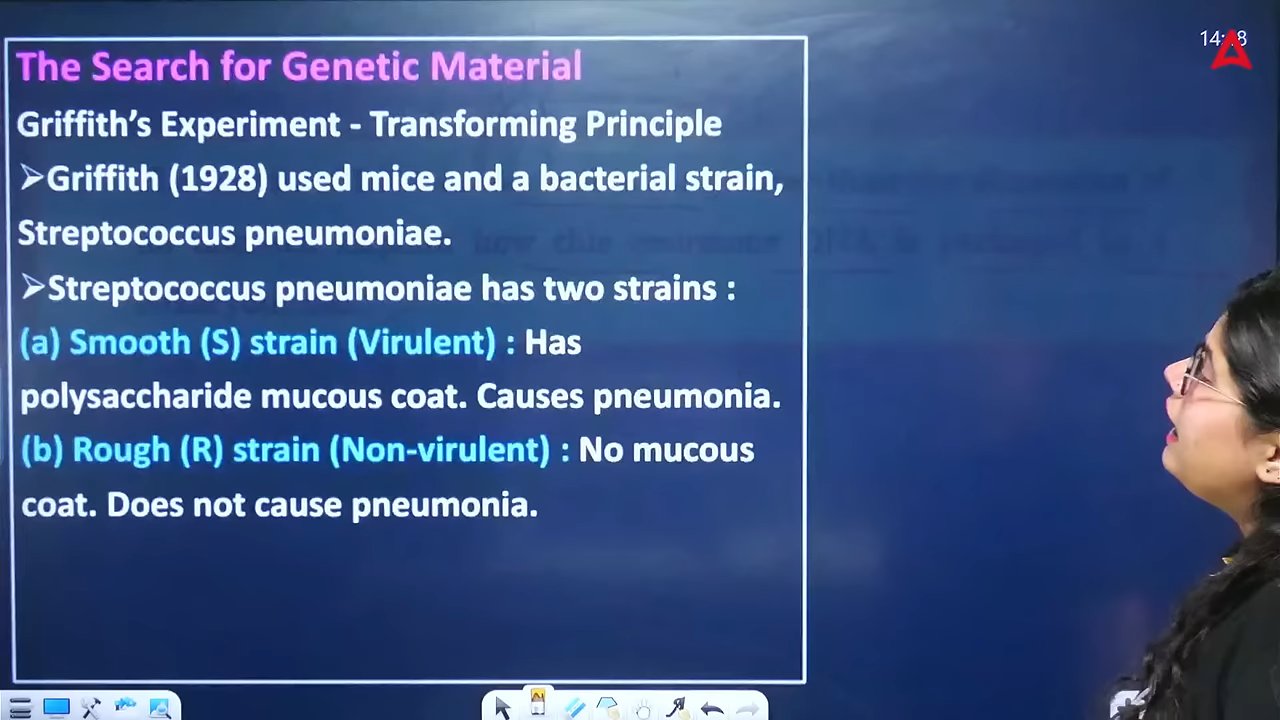 The Search for Genetic Material
Griffith’s Experiment - Transforming Principle
➢Griffith (1928) used mice and a bacterial strain,
Streptococcus pneumoniae.
➢Streptococcus pneumoniae has two strains :
(a) Smooth (S) strain (Virulent) : Has
polysaccharide mucous coat. Causes pneumonia.
(b) Rough (R) strain (Non-virulent) : No mucous
coat. Does not cause pneumonia.